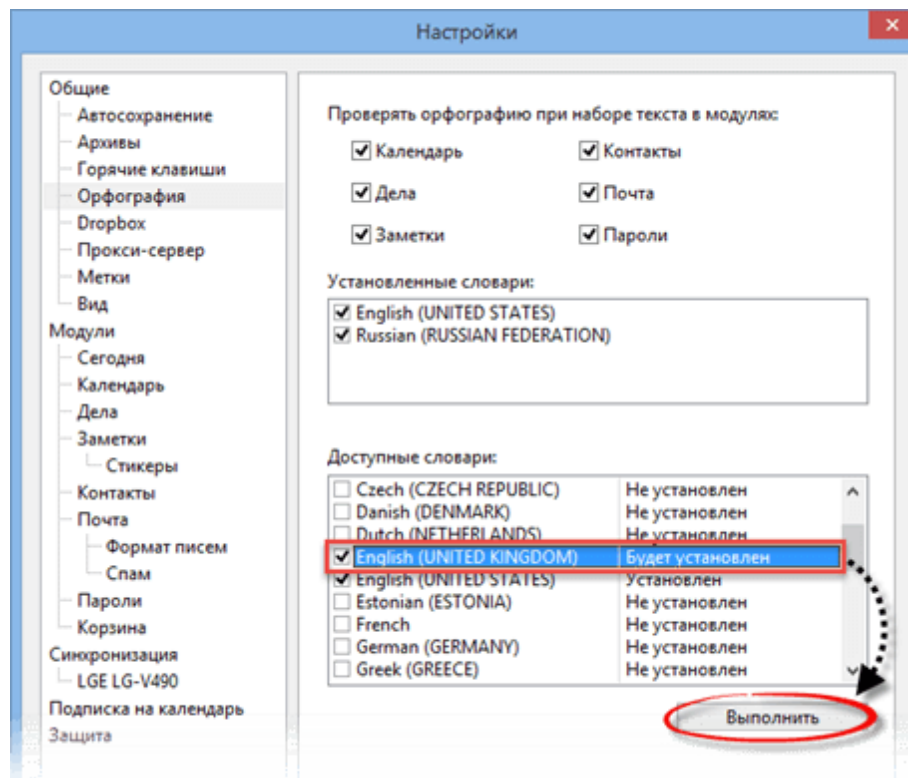 Настройки
Общие
Автосохранение
Архивы
Горячие клавиши
Орфография
Dropbox
Прокси-сервер
Метки
Вид
Модули
Сегодня
Календарь
Дела
Заметки
Стикеры
Контакты
Почта
Формат писем
Спам
Пароли
Корзина
Синхронизация
LGE LG-V490
Подписка на календарь
Защита
Проверять орфографию при наборе текста в модулях:
Календарь Контакты
Дела Почта
Заметки Пароли
Установленные словари:
English (UNITED STATES)
Russian (RUSSIAN FEDERATION)
Доступные словари:
Czech (CZECH REPUBLIC) Не установлен
Danish (DENMARK) Не установлен
Dutch (NETHERLANDS) Не установлен
English (UNITED KINGDOM) Будет установлен
English (UNITED STATES) Установлен
Estonian (ESTONIA) Не установлен
French Не установлен
German (GERMANY) Не установлен
Greek (GREECE) Не установлен
Выполнить